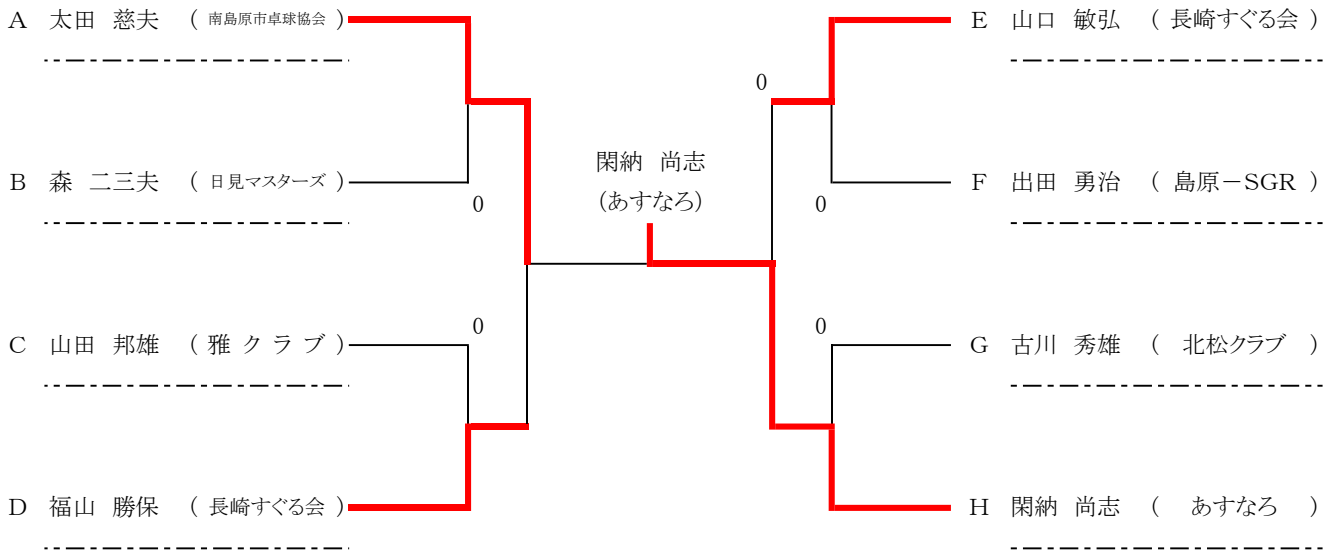 A 太田 慈夫 ( 南島原市卓球協会 )
E 山口 敏弘 ( 長崎すぐる会 )
0
閑納 尚志
(あすなろ)
B 森 二三夫 ( 日見マスターズ )
F 出田 勇治 ( 島原－SGR )
0
0
0
0
C 山田 邦雄 ( 雅クラブ )
G 古川 秀雄 ( 北松クラブ )
D 福山 勝保 ( 長崎すぐる会 )
H 閑納 尚志 ( あすなろ )